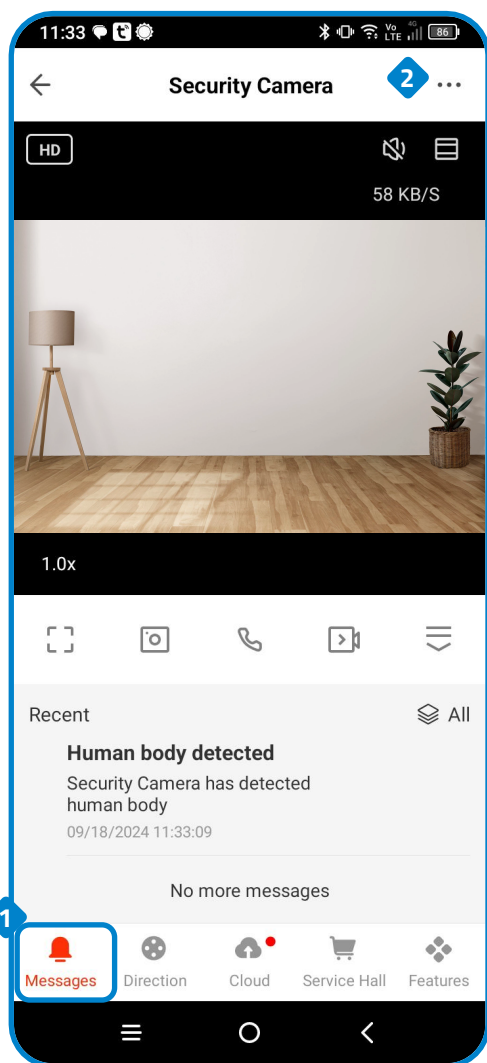 11:33
Vo
LTE
4G
86
Security Camera
2
HD
58 KB/S
1.0x
Recent
All
Human body detected
Security Camera has detected
human body
09/18/2024 11:33:09
No more messages
1
Messages
Direction
Cloud
Service Hall
Features